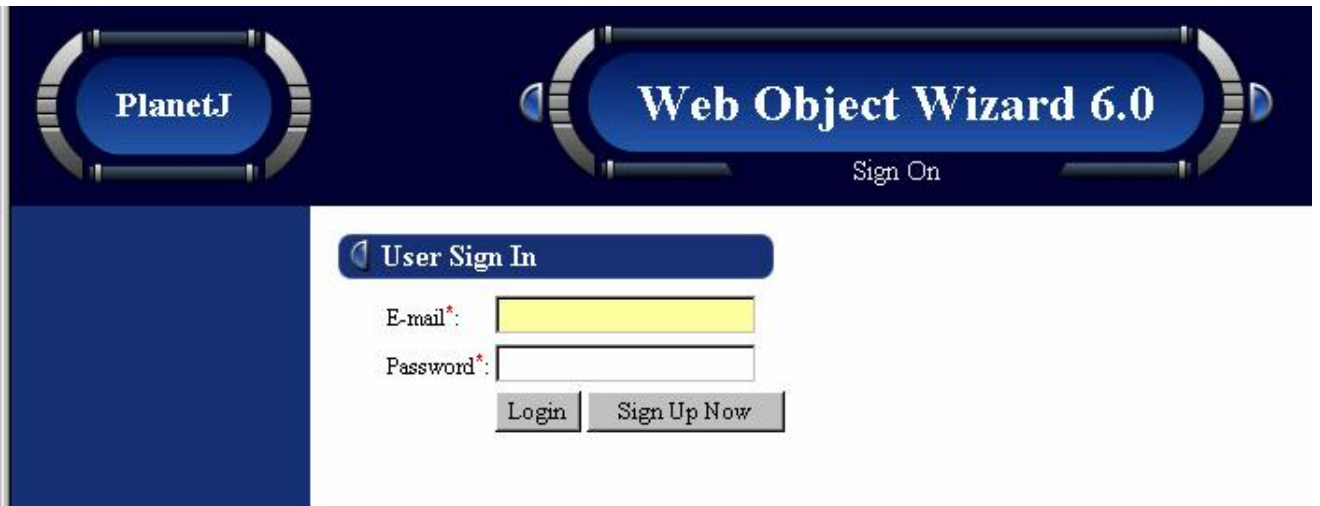 PlanetJ
Web Object Wizard 6.0
Sign On
User Sign In
E-mail*:
Password*:
Login Sign Up Now